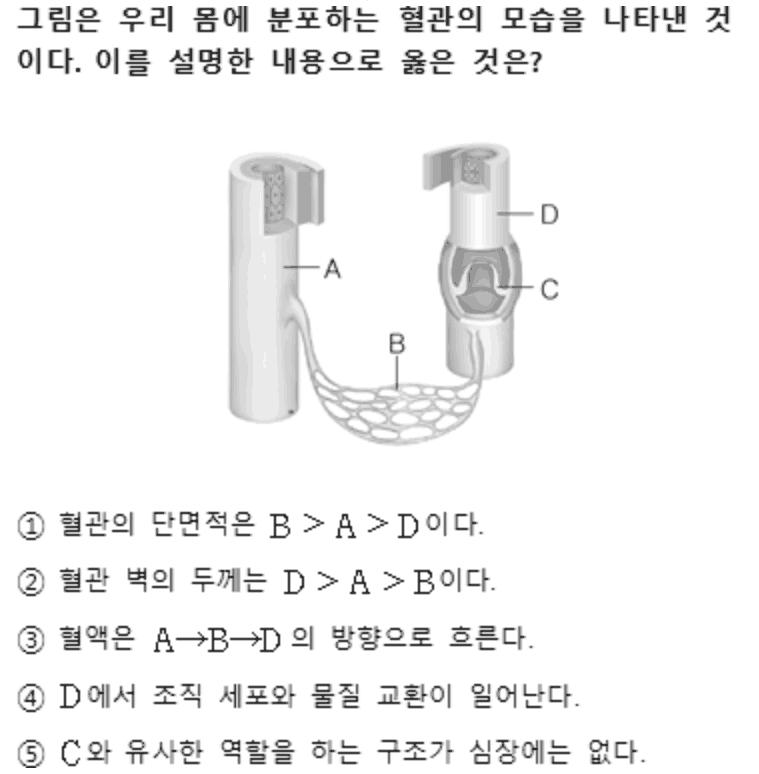 그림은 우리 몸에 분포하는 혈관의 모습을 나타낸 것
이다. 이를 설명한 내용으로 옳은 것은?
D
A
C
B
① 혈관의 단면적은 B > A > D이다.
② 혈관 벽의 두께는 D > A > B이다.
③ 혈액은 A→B→D 의 방향으로 흐른다.
④ D에서 조직 세포와 물질 교환이 일어난다.
⑤ C와 유사한 역할을 하는 구조가 심장에는 없다.